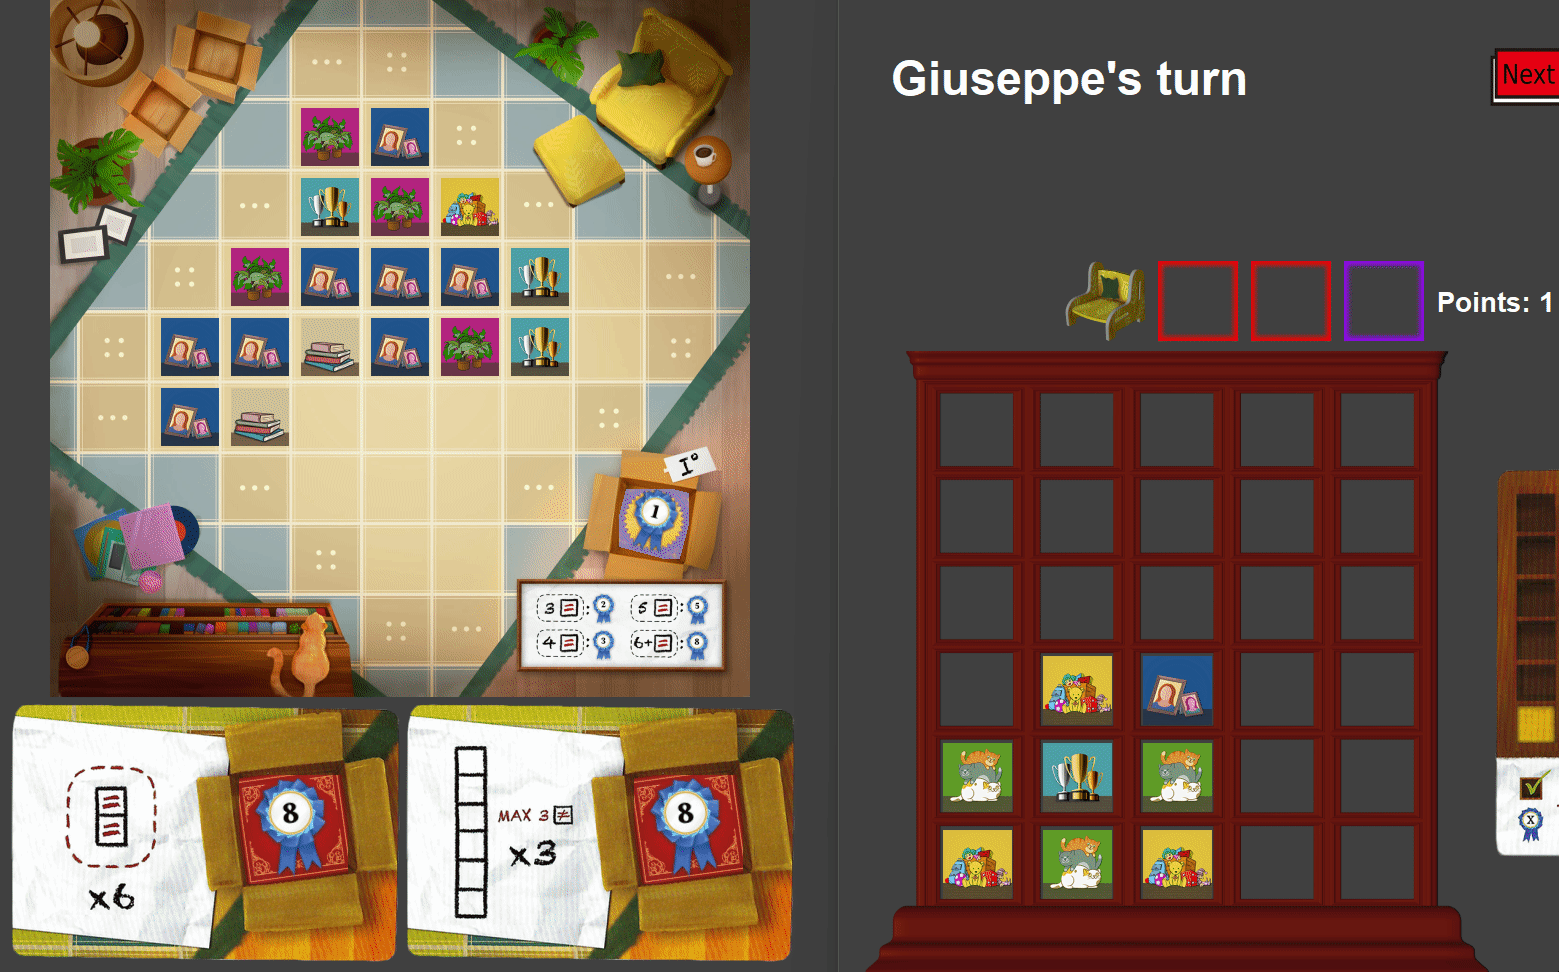 Giuseppe's turn
Next
Points: 1
I°
1
3 = : 2
5 = : 5
4 = : 3
6+ = : 8
x6
8
MAX 3 ≠
x3
8
X